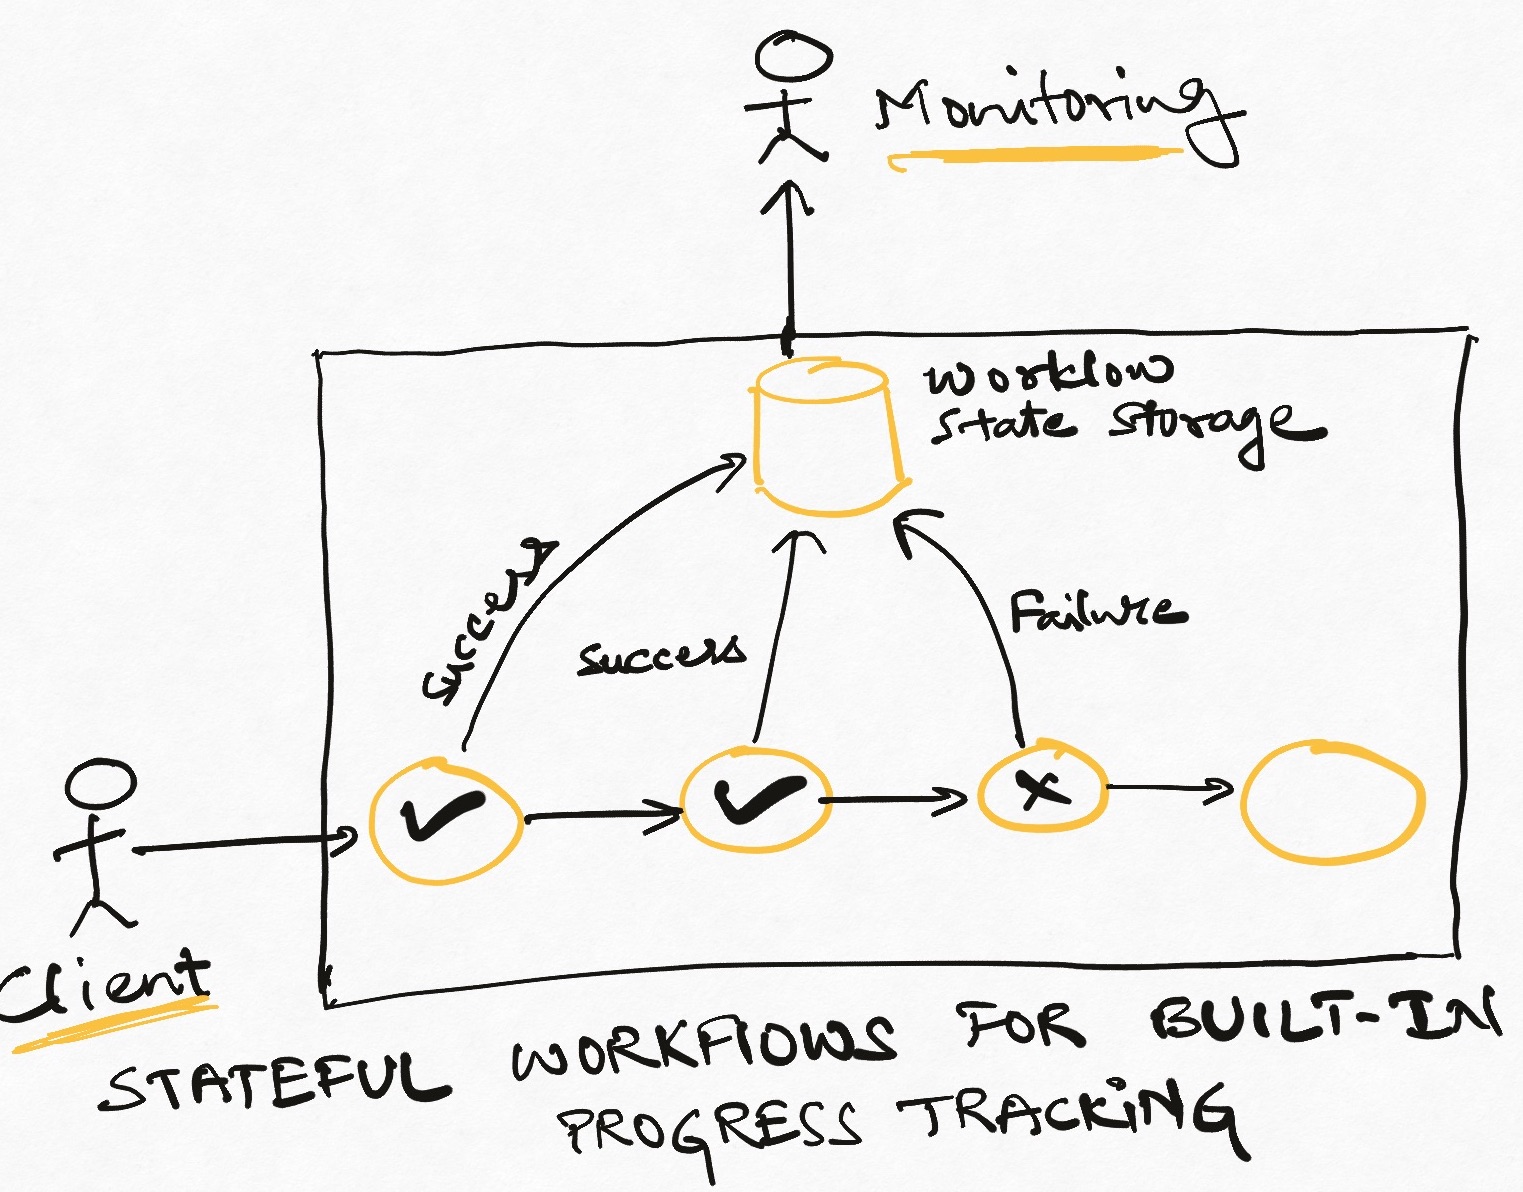 Monitoring
Workflow
State Storage
Success
Success
Failure
Client
STATEFUL WORKFLOWS FOR BUILT-IN
PROGRESS TRACKING